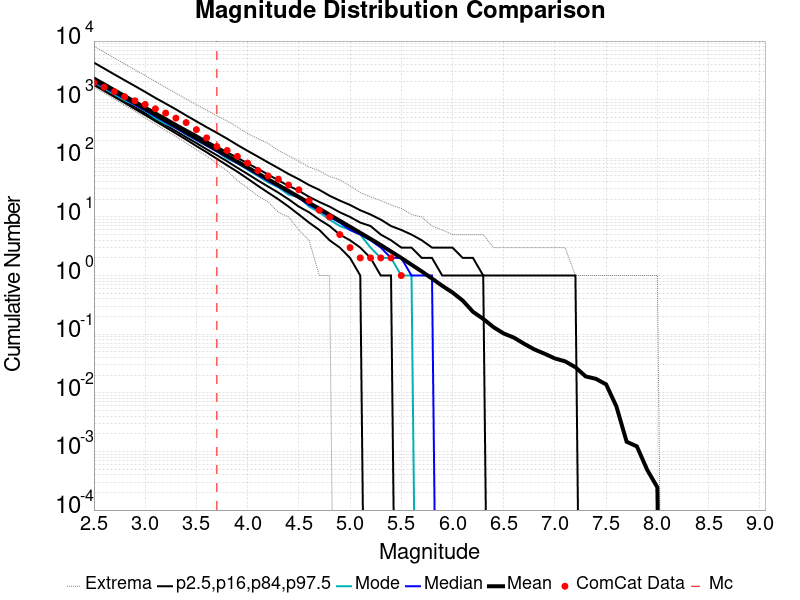 Magnitude Distribution Comparison
10^4
10^3
10^2
10^1
10^0
10^-1
10^-2
10^-3
10^-4
Cumulative Number
2.5 3.0 3.5 4.0 4.5 5.0 5.5 6.0 6.5 7.0 7.5 8.0 8.5 9.0
Magnitude
Extrema p2.5,p16,p84,p97.5 Mode Median Mean ComCat Data Mc